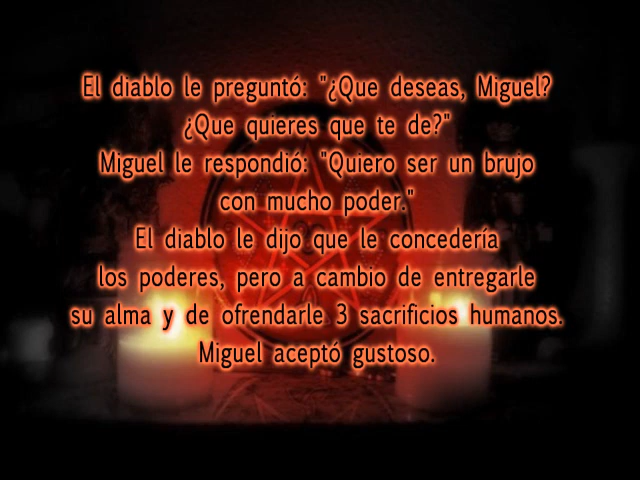 El diablo le preguntó: "¿Que deseas, Miguel?
¿Que quieres que te de?"
Miguel le respondió: "Quiero ser un brujo
con mucho poder."
El diablo le dijo que le concedería
los poderes, pero a cambio de entregarle
su alma y de ofrendarle 3 sacrificios humanos.
Miguel aceptó gustoso.